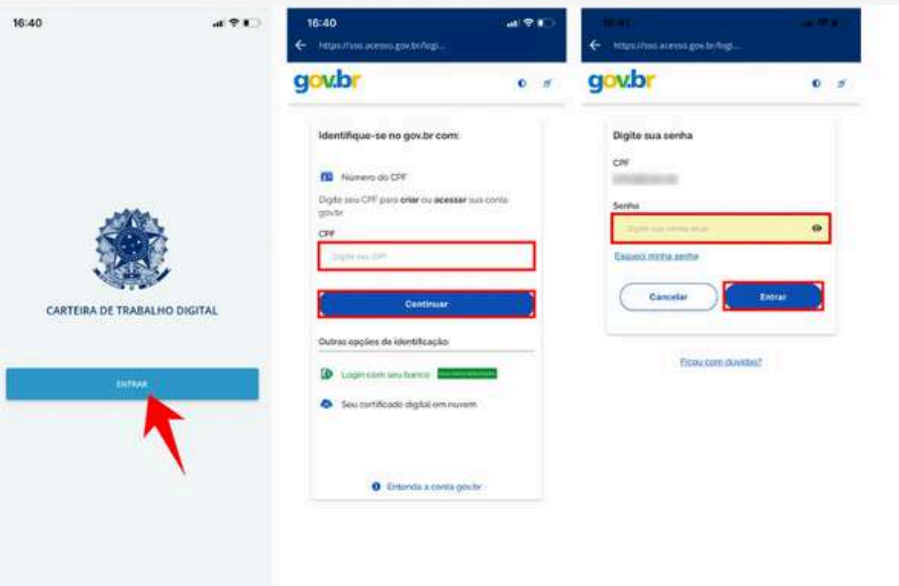 16:40
CARTEIRA DE TRABALHO DIGITAL
ENTRAR
16:40
https://sso.acesso.gov.br/logi...
gov.br
Identifique-se no gov.br com:
Número do CPF
Digite seu CPF para criar ou acessar sua conta
gov.br
CPF
Digite seu CPF
Continuar
Outras opções de identificação:
Login com seu banco
Seu certificado digital em nuvem
Entenda a conta gov.br
https://sso.acesso.gov.br/logi...
gov.br
Digite sua senha
CPF
Senha
Digite sua senha atual
Esqueci minha senha
Cancelar
Entrar
Ficou com dúvidas?